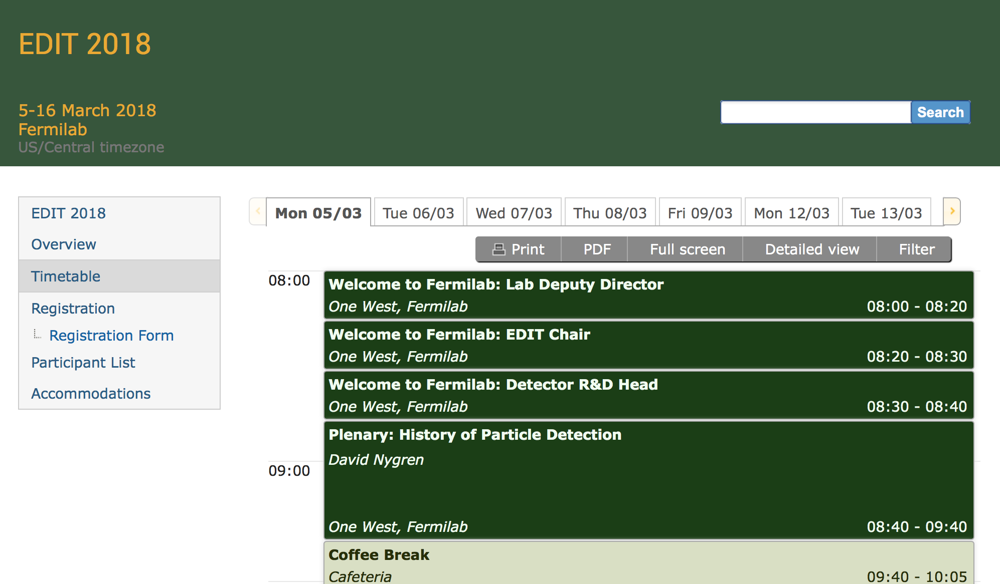 EDIT 2018
5-16 March 2018
Fermilab
US/Central timezone
Search
EDIT 2018
Overview
Timetable
Registration
Registration Form
Participant List
Accommodations
Mon 05/03 Tue 06/03 Wed 07/03 Thu 08/03 Fri 09/03 Mon 12/03 Tue 13/03
Print PDF Full screen Detailed view Filter
08:00
Welcome to Fermilab: Lab Deputy Director
One West, Fermilab 08:00 - 08:20
Welcome to Fermilab: EDIT Chair
One West, Fermilab 08:20 - 08:30
Welcome to Fermilab: Detector R&D Head
One West, Fermilab 08:30 - 08:40
Plenary: History of Particle Detection
David Nygren
09:00
One West, Fermilab 08:40 - 09:40
Coffee Break
Cafeteria 09:40 - 10:05